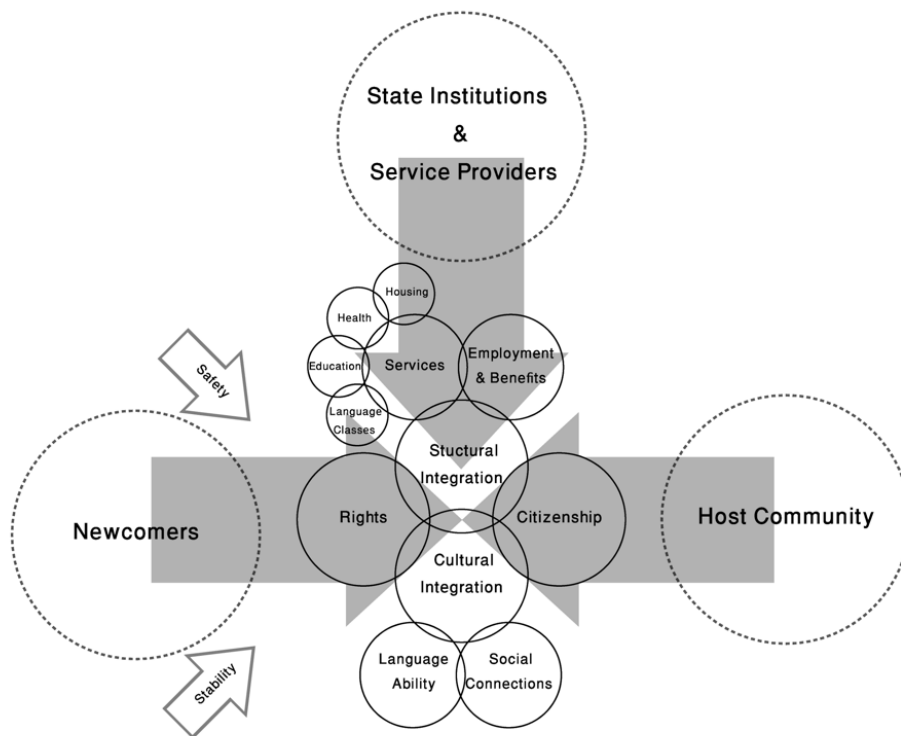 State Institutions
&
Service Providers
Housing
Health
Education
Language
Classes
Services
Employment
& Benefits
Safety
Stuctural
Integration
Newcomers
Rights
Citizenship
Host Community
Cultural
Integration
Stability
Language
Ability
Social
Connections